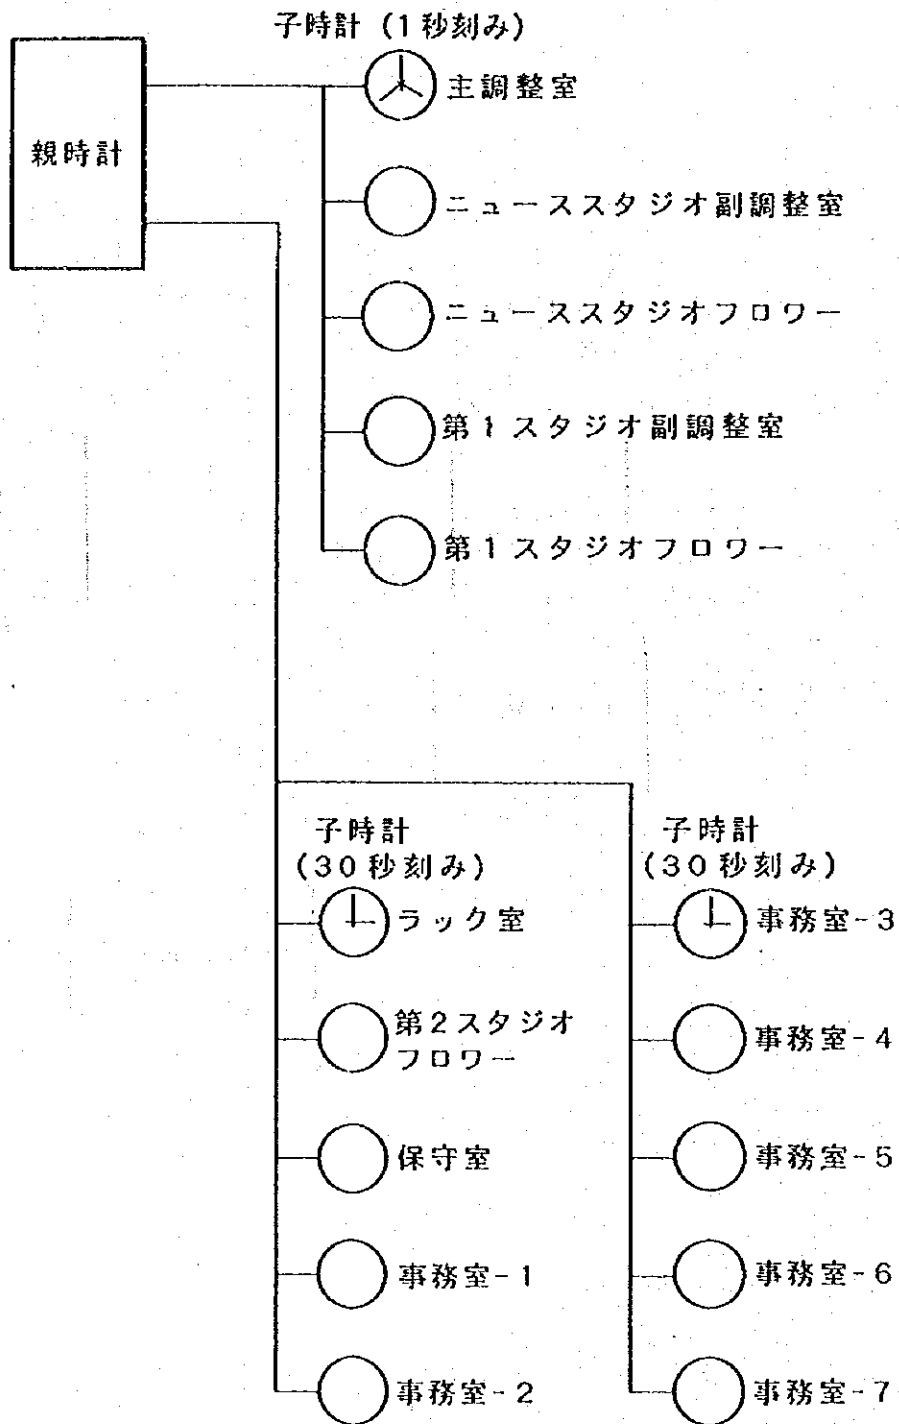 子時計 (1秒刻み)
親時計
主調整室
ニューススタジオ副調整室
ニューススタジオフロワー
第1スタジオ副調整室
第1スタジオフロワー
子時計
(30秒刻み)
ラック室
第2スタジオ
フロワー
保守室
事務室-1
事務室-2
子時計
(30秒刻み)
事務室-3
事務室-4
事務室-5
事務室-6
事務室-7